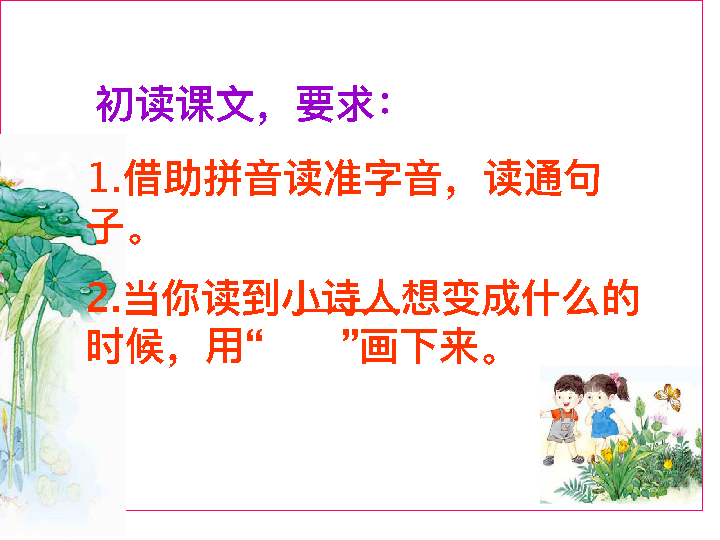 初读课文，要求：
1.借助拼音读准字音，读通句
子。
2.当你读到小诗人想变成什么的
时候，用“      ”画下来。